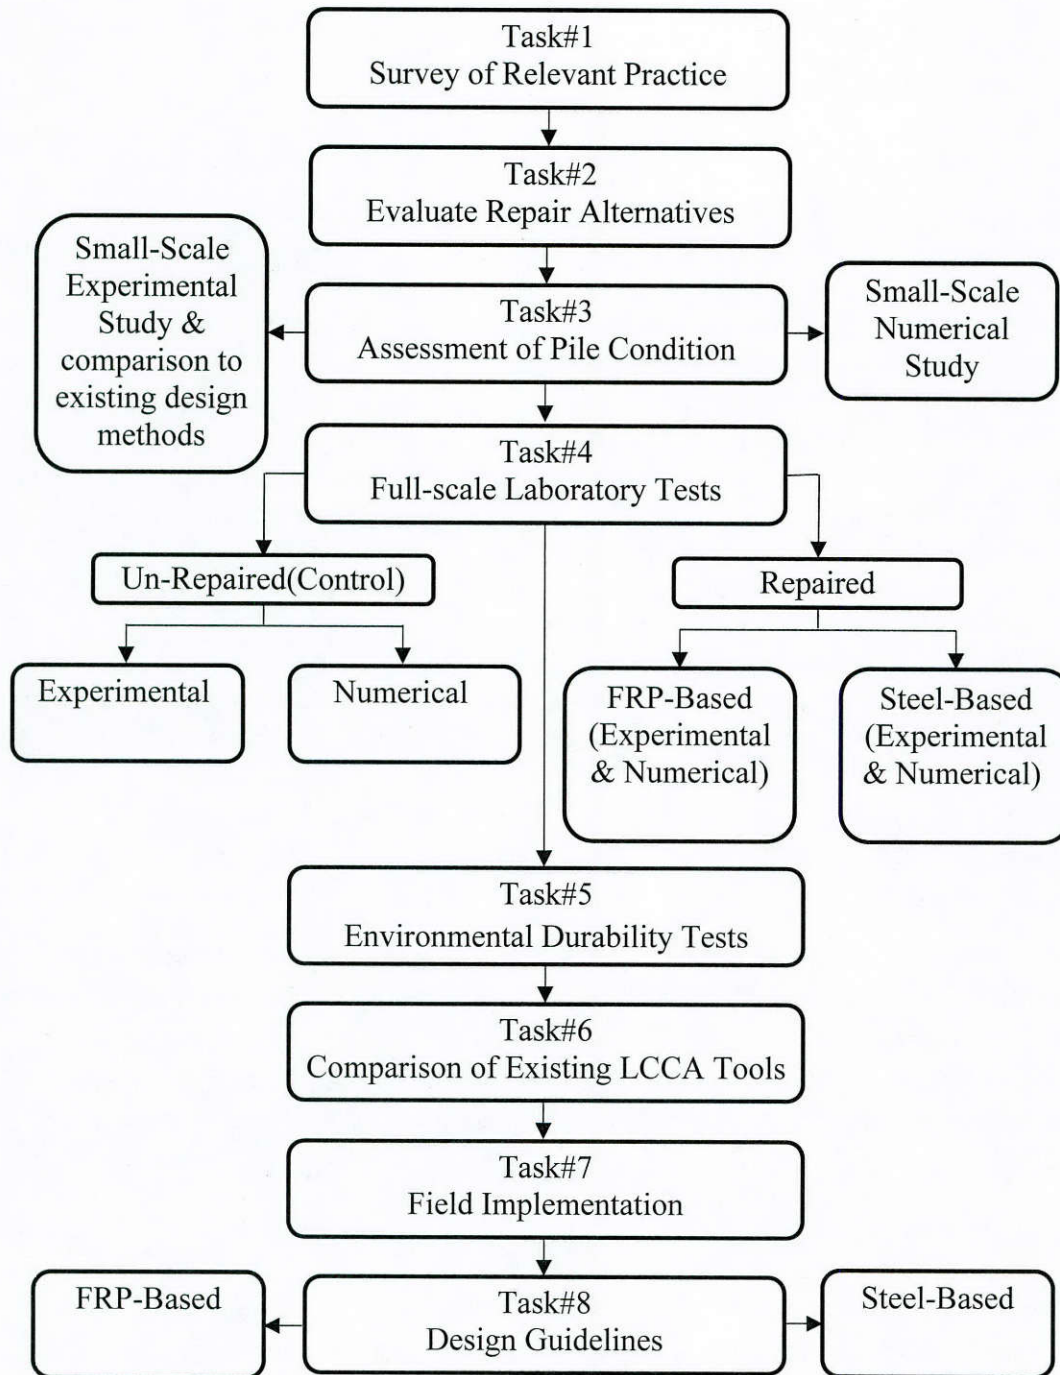 Task#1
Survey of Relevant Practice
Task#2
Evaluate Repair Alternatives
Small-Scale
Experimental
Study &
comparison to
existing design
methods
Task#3
Assessment of Pile Condition
Small-Scale
Numerical
Study
Task#4
Full-scale Laboratory Tests
Un-Repaired(Control)
Repaired
Experimental
Numerical
FRP-Based
(Experimental
& Numerical)
Steel-Based
(Experimental
& Numerical)
Task#5
Environmental Durability Tests
Task#6
Comparison of Existing LCCA Tools
Task#7
Field Implementation
FRP-Based
Task#8
Design Guidelines
Steel-Based